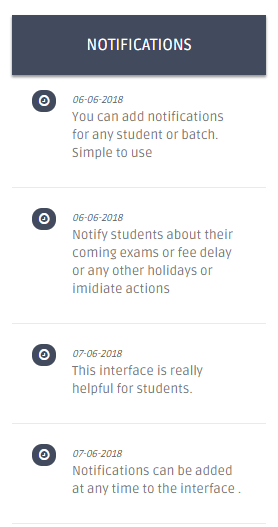 NOTIFICATIONS
06-06-2018
You can add notifications
for any student or batch.
Simple to use
06-06-2018
Notify students about their
coming exams or fee delay
or any other holidays or
imidiate actions
07-06-2018
This interface is really
helpful for students.
07-06-2018
Notifications can be added
at any time to the interface .